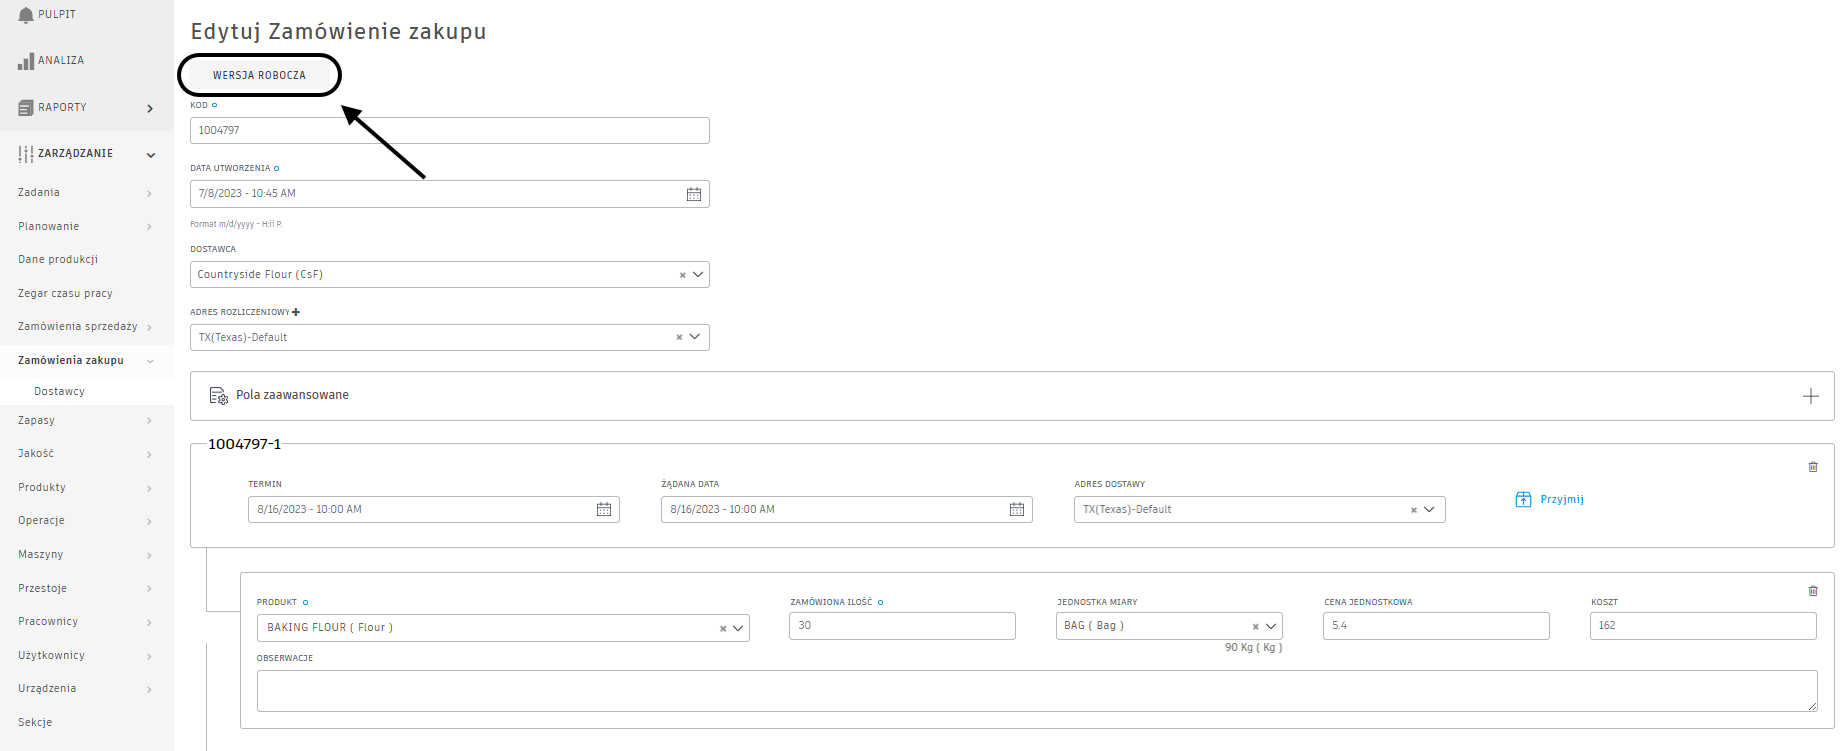 PULPIT
ANALIZA
RAPORTY
ZARZĄDZANIE
Zadania
Planowanie
Dane produkcji
Zegar czasu pracy
Zamówienia sprzedaży
Zamówienia zakupu
Dostawcy
Zapasy
Jakość
Produkty
Operacje
Maszyny
Przestoje
Pracownicy
Użytkownicy
Urządzenia
Sekcje
Edytuj Zamówienie zakupu
WERSJA ROBOCZA
KOD
1004797
DATA UTWORZENIA
7/8/2023 - 10:45 AM
Format m/d/yyyy - H:ii P.
DOSTAWCA
Countryside Flour (CsF)
ADRES ROZLICZENIOWY
TX(Texas)-Default
Pola zaawansowane
1004797-1
TERMIN ŻĄDANA DATA ADRES DOSTAWY
8/16/2023 - 10:00 AM 8/16/2023 - 10:00 AM TX(Texas)-Default Przyjmij
PRODUKT ZAMÓWIONA ILOŚĆ JEDNOSTKA MIARY CENA JEDNOSTKOWA KOSZT
BAKING FLOUR ( Flour ) 30 BAG ( Bag ) 5.4 162
90 Kg ( Kg )
OBSERWACJE